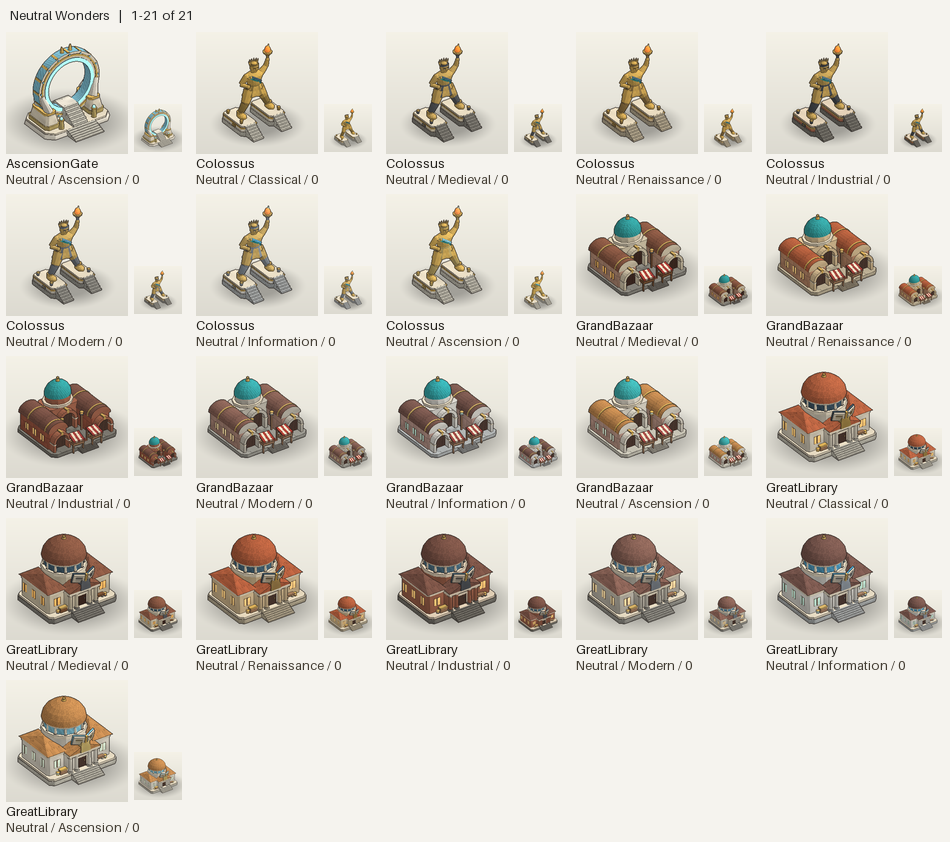 Neutral Wonders | 1-21 of 21
AscensionGate
Neutral / Ascension / 0
Colossus
Neutral / Classical / 0
Colossus
Neutral / Medieval / 0
Colossus
Neutral / Renaissance / 0
Colossus
Neutral / Industrial / 0
Colossus
Neutral / Modern / 0
Colossus
Neutral / Information / 0
Colossus
Neutral / Ascension / 0
GrandBazaar
Neutral / Medieval / 0
GrandBazaar
Neutral / Renaissance / 0
GrandBazaar
Neutral / Industrial / 0
GrandBazaar
Neutral / Modern / 0
GrandBazaar
Neutral / Information / 0
GrandBazaar
Neutral / Ascension / 0
GreatLibrary
Neutral / Classical / 0
GreatLibrary
Neutral / Medieval / 0
GreatLibrary
Neutral / Renaissance / 0
GreatLibrary
Neutral / Industrial / 0
GreatLibrary
Neutral / Modern / 0
GreatLibrary
Neutral / Information / 0
GreatLibrary
Neutral / Ascension / 0